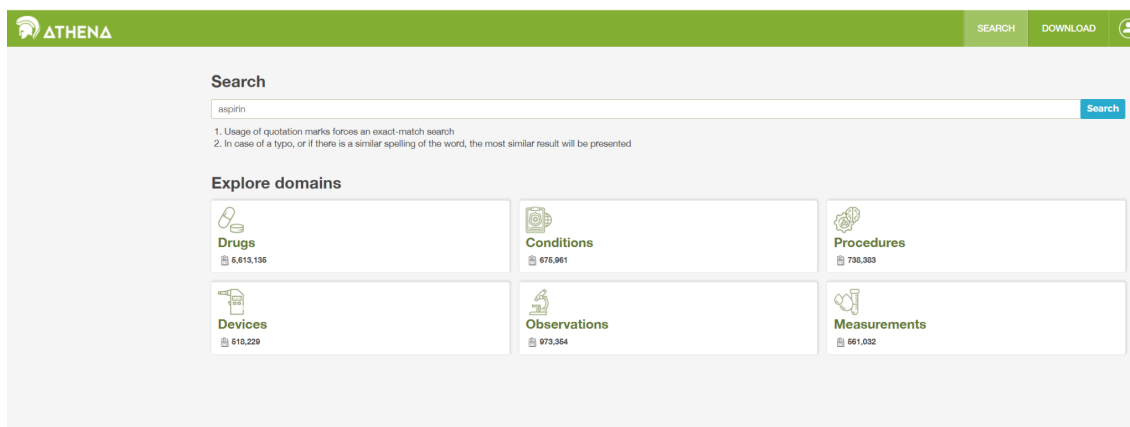 ATHENA
SEARCH
DOWNLOAD
Search
aspirin
Search
1. Usage of quotation marks forces an exact-match search
2. In case of a typo, or if there is a similar spelling of the word, the most similar result will be presented
Explore domains
Drugs
5,613,135
Conditions
675,961
Procedures
738,383
Devices
518,229
Observations
973,354
Measurements
561,032